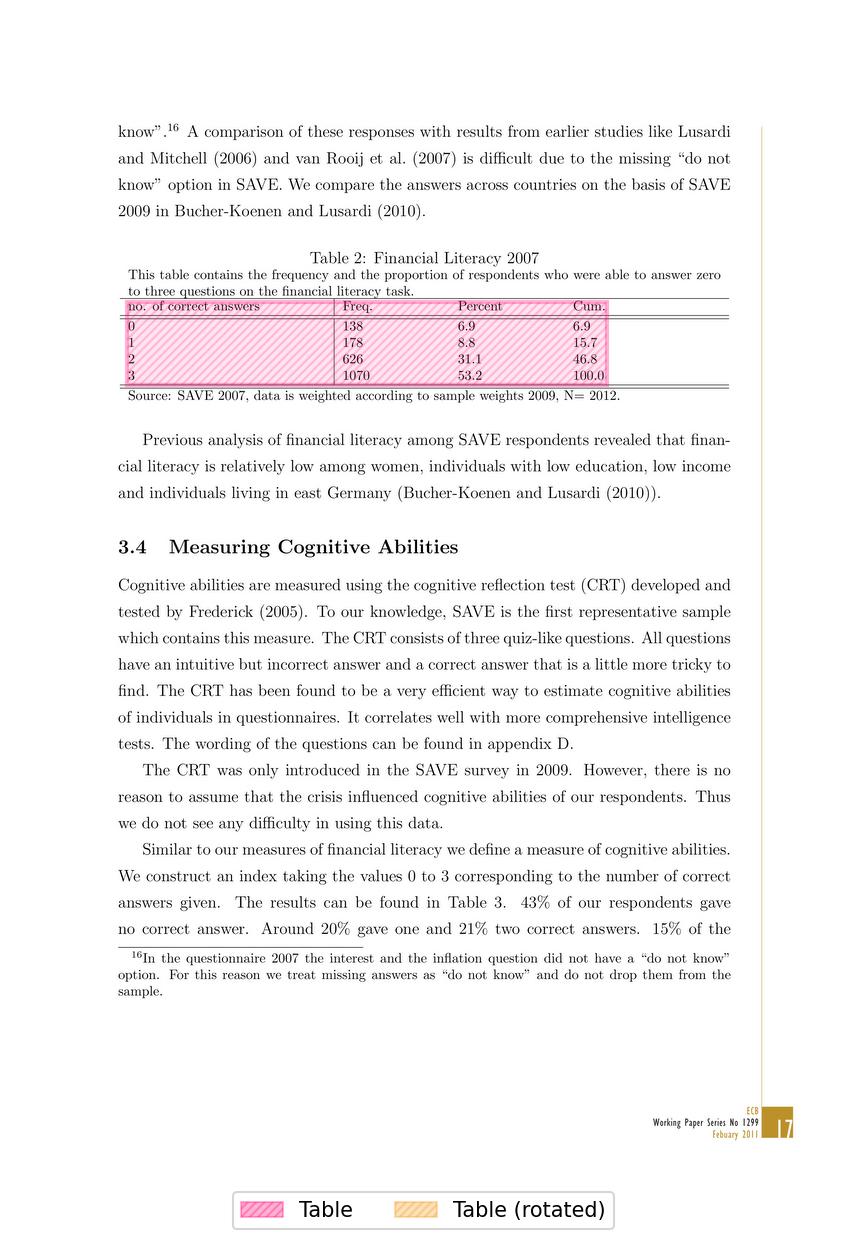 know”.16 A comparison of these responses with results from earlier studies like Lusardi
and Mitchell (2006) and van Rooij et al. (2007) is difficult due to the missing “do not
know” option in SAVE. We compare the answers across countries on the basis of SAVE
2009 in Bucher-Koenen and Lusardi (2010).
Table 2: Financial Literacy 2007
This table contains the frequency and the proportion of respondents who were able to answer zero
to three questions on the financial literacy task.
no. of correct answers Freq. Percent Cum.
0 138 6.9 6.9
1 178 8.8 15.7
2 626 31.1 46.8
3 1070 53.2 100.0
Source: SAVE 2007, data is weighted according to sample weights 2009, N= 2012.
Previous analysis of financial literacy among SAVE respondents revealed that finan-
cial literacy is relatively low among women, individuals with low education, low income
and individuals living in east Germany (Bucher-Koenen and Lusardi (2010)).
3.4 Measuring Cognitive Abilities
Cognitive abilities are measured using the cognitive reflection test (CRT) developed and
tested by Frederick (2005). To our knowledge, SAVE is the first representative sample
which contains this measure. The CRT consists of three quiz-like questions. All questions
have an intuitive but incorrect answer and a correct answer that is a little more tricky to
find. The CRT has been found to be a very efficient way to estimate cognitive abilities
of individuals in questionnaires. It correlates well with more comprehensive intelligence
tests. The wording of the questions can be found in appendix D.
The CRT was only introduced in the SAVE survey in 2009. However, there is no
reason to assume that the crisis influenced cognitive abilities of our respondents. Thus
we do not see any difficulty in using this data.
Similar to our measures of financial literacy we define a measure of cognitive abilities.
We construct an index taking the values 0 to 3 corresponding to the number of correct
answers given. The results can be found in Table 3. 43% of our respondents gave
no correct answer. Around 20% gave one and 21% two correct answers. 15% of the
16In the questionnaire 2007 the interest and the inflation question did not have a “do not know”
option. For this reason we treat missing answers as “do not know” and do not drop them from the
sample.
ECB
Working Paper Series No 1299
Febuary 2011
17
Table Table (rotated)